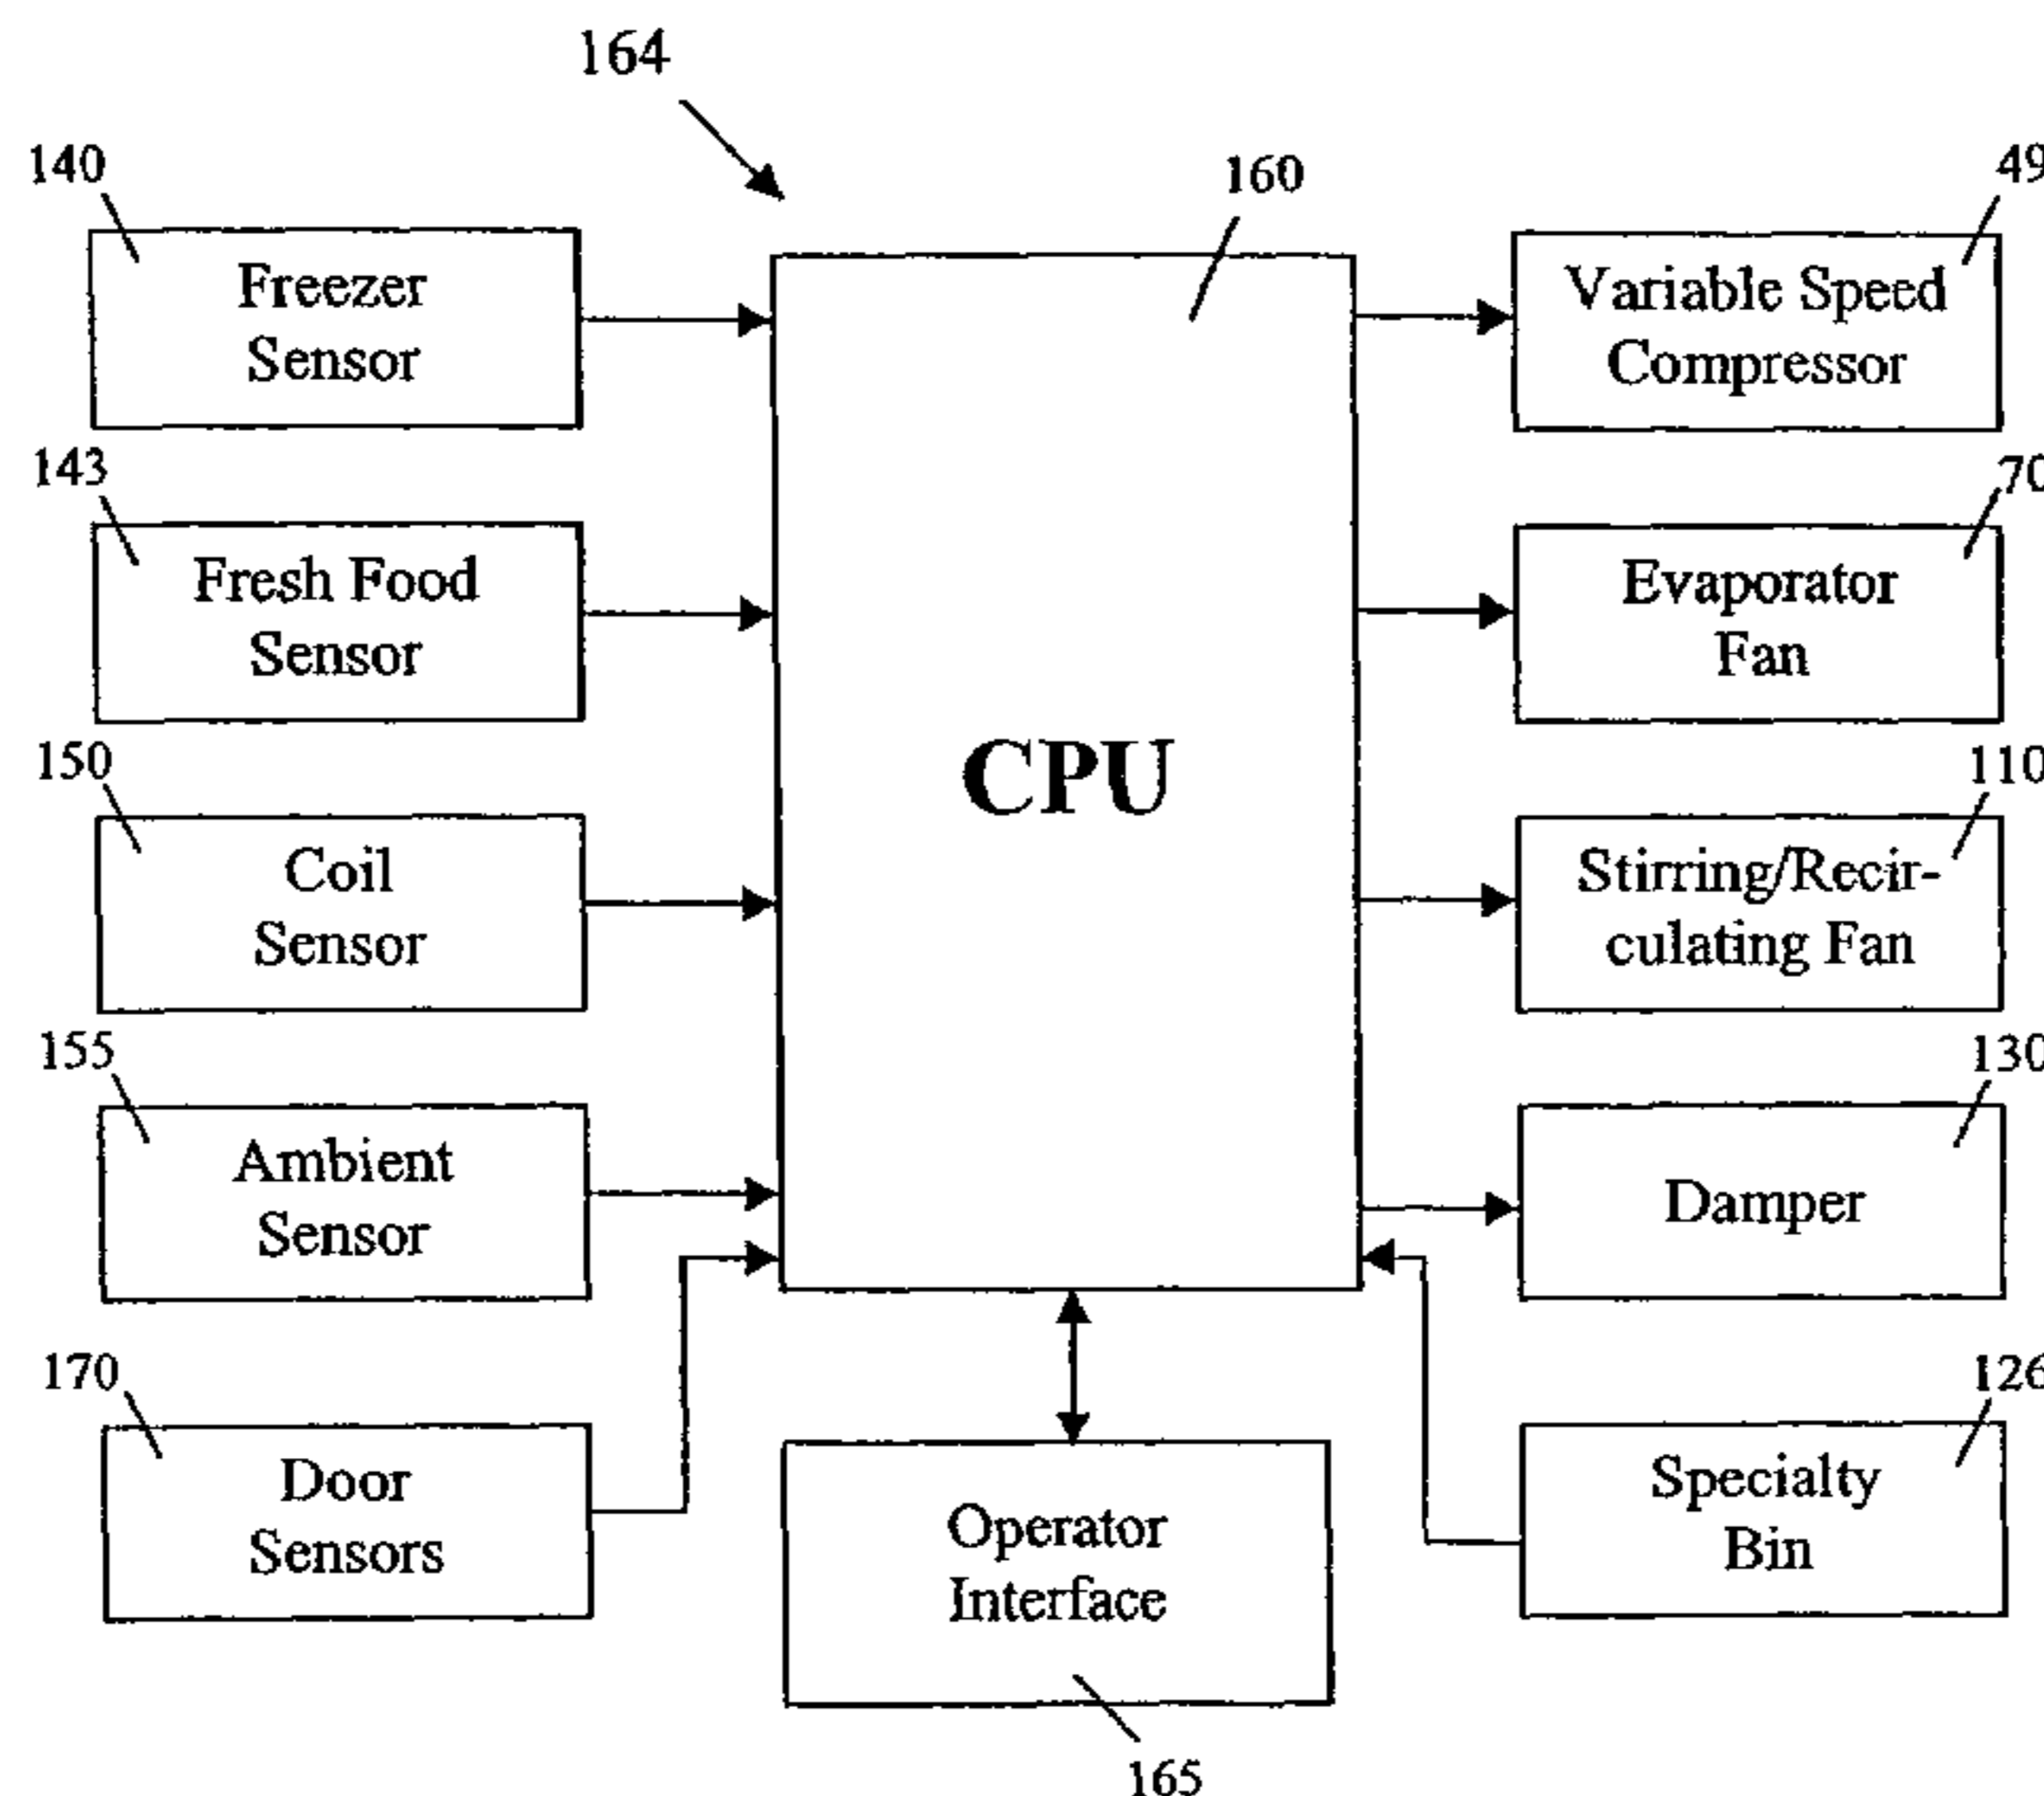 164
140
160
49
Freezer
Sensor
Variable Speed
Compressor
143
70
Fresh Food
Sensor
Evaporator
Fan
CPU
150
110
Coil
Sensor
Stirring/Recir-
culating Fan
155
130
Ambient
Sensor
Damper
170
126
Door
Sensors
Operator
Interface
Specialty
Bin
165